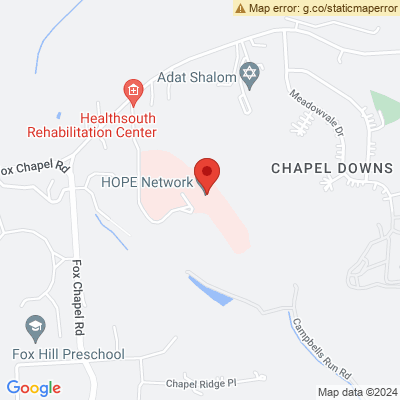 Map error: g.co/staticmaperror
Adat Shalom
Meadowvale Dr
Healthsouth
Rehabilitation Center
Fox Chapel Rd
CHAPEL DOWNS
HOPE Network
Fox Chapel Rd
Campbells Run Rd
Fox Hill Preschool
Chapel Ridge Pl
Google
Map data ©2024